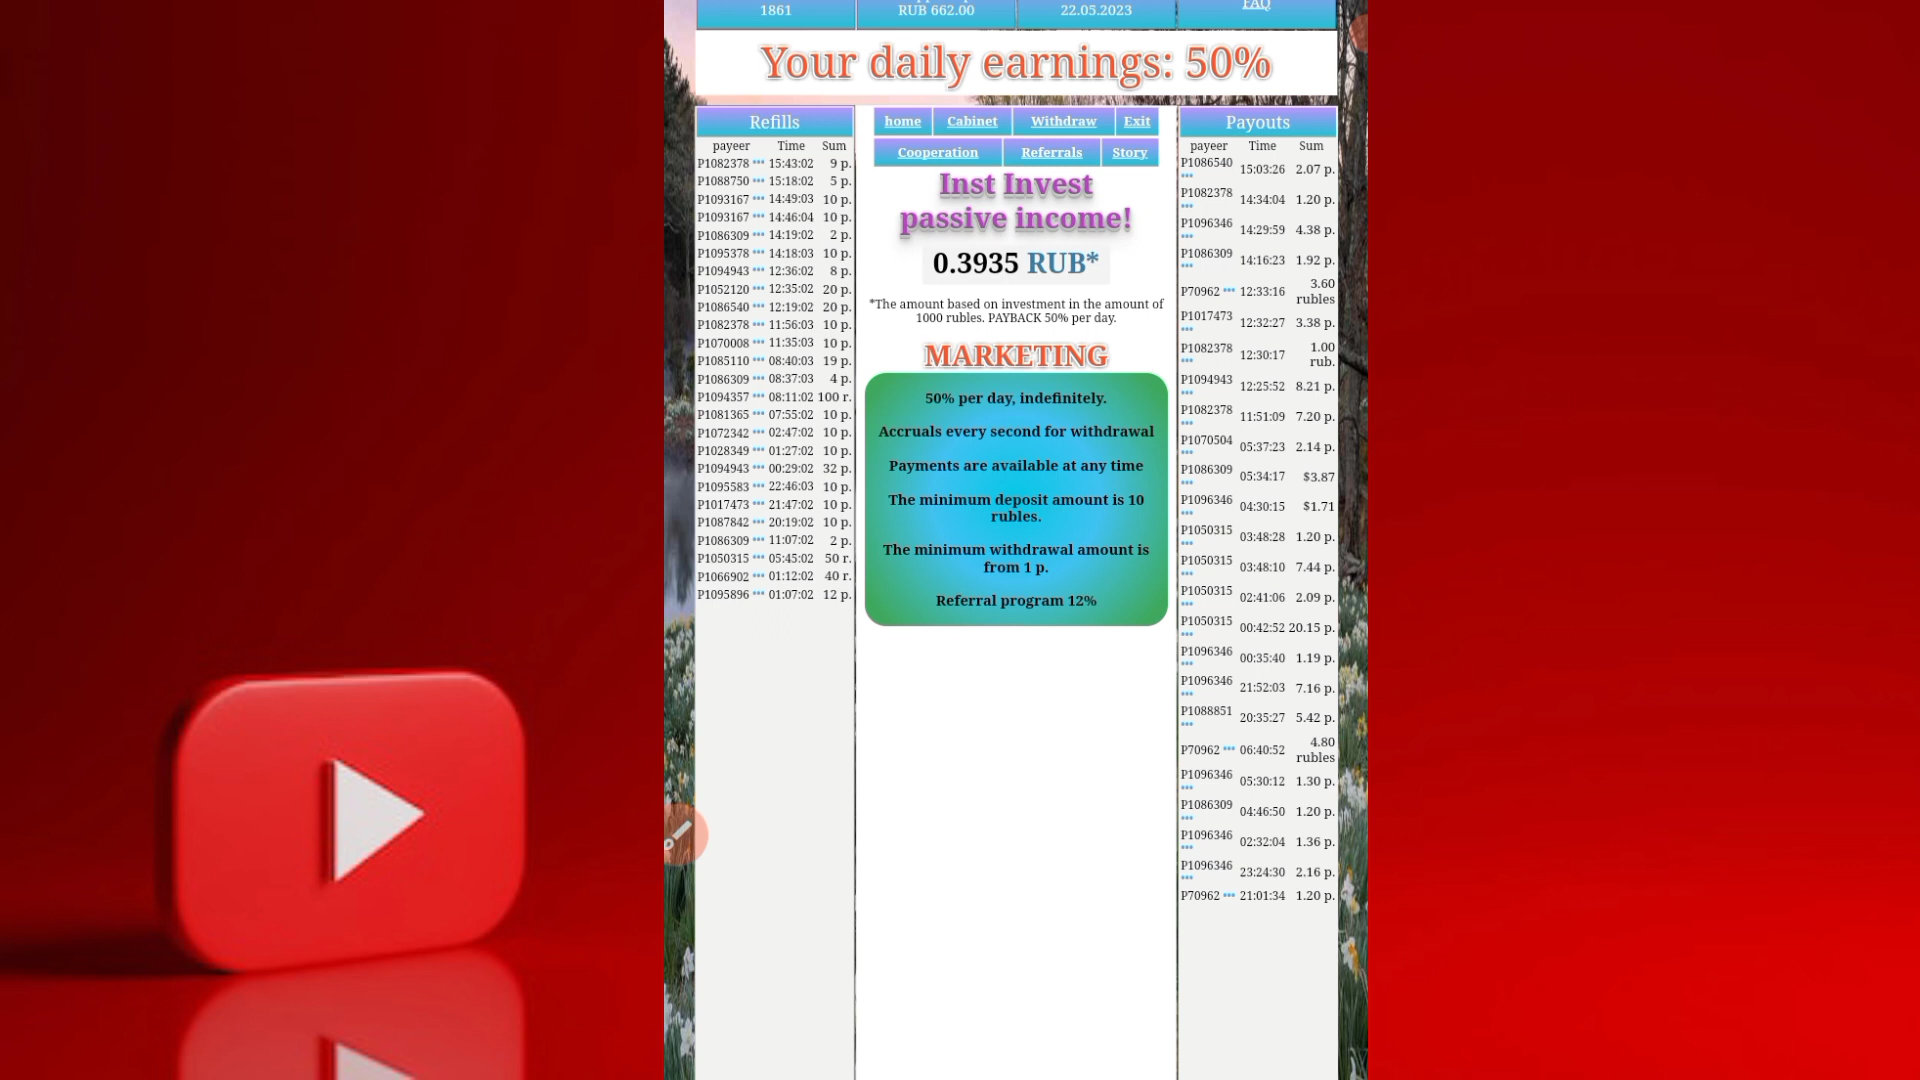 1861
RUB 662.00
22.05.2023
FAQ
Your daily earnings: 50%
Refills
payeer Time Sum
P1082378 *** 15:43:02 9 p.
P1088750 *** 15:18:02 5 p.
P1093167 *** 14:49:03 10 p.
P1093167 *** 14:46:04 10 p.
P1086309 *** 14:19:02 2 p.
P1095378 *** 14:18:03 10 p.
P1094943 *** 12:36:02 8 p.
P1052120 *** 12:35:02 20 p.
P1086540 *** 12:19:02 20 p.
P1082378 *** 11:56:03 10 p.
P1070008 *** 11:35:03 10 p.
P1085110 *** 08:40:03 19 p.
P1086309 *** 08:37:03 4 p.
P1094357 *** 08:11:02 100 r.
P1081365 *** 07:55:02 10 p.
P1072342 *** 02:47:02 10 p.
P1028349 *** 01:27:02 10 p.
P1094943 *** 00:29:02 32 p.
P1095583 *** 22:46:03 10 p.
P1017473 *** 21:47:02 10 p.
P1087842 *** 20:19:02 10 p.
P1086309 *** 11:07:02 2 p.
P1050315 *** 05:45:02 50 r.
P1066902 *** 01:12:02 40 r.
P1095896 *** 01:07:02 12 p.
home Cabinet Withdraw Exit
Cooperation Referrals Story
Inst Invest
passive income!
0.3935 RUB*
*The amount based on investment in the amount of
1000 rubles. PAYBACK 50% per day.
MARKETING
50% per day, indefinitely.
Accruals every second for withdrawal
Payments are available at any time
The minimum deposit amount is 10
rubles.
The minimum withdrawal amount is
from 1 p.
Referral program 12%
Payouts
payeer Time Sum
P1086540 *** 15:03:26 2.07 p.
P1082378 *** 14:34:04 1.20 p.
P1096346 *** 14:29:59 4.38 p.
P1086309 *** 14:16:23 1.92 p.
P70962 *** 12:33:16 3.60 rubles
P1017473 *** 12:32:27 3.38 p.
P1082378 *** 12:30:17 1.00 rub.
P1094943 *** 12:25:52 8.21 p.
P1082378 *** 11:51:09 7.20 p.
P1070504 *** 05:37:23 2.14 p.
P1086309 *** 05:34:17 $3.87
P1096346 *** 04:30:15 $1.71
P1050315 *** 03:48:28 1.20 p.
P1050315 *** 03:48:10 7.44 p.
P1050315 *** 02:41:06 2.09 p.
P1050315 *** 00:42:52 20.15 p.
P1096346 *** 00:35:40 1.19 p.
P1096346 *** 21:52:03 7.16 p.
P1088851 *** 20:35:27 5.42 p.
P70962 *** 06:40:52 4.80 rubles
P1096346 *** 05:30:12 1.30 p.
P1086309 *** 04:46:50 1.20 p.
P1096346 *** 02:32:04 1.36 p.
P1096346 *** 23:24:30 2.16 p.
P70962 *** 21:01:34 1.20 p.